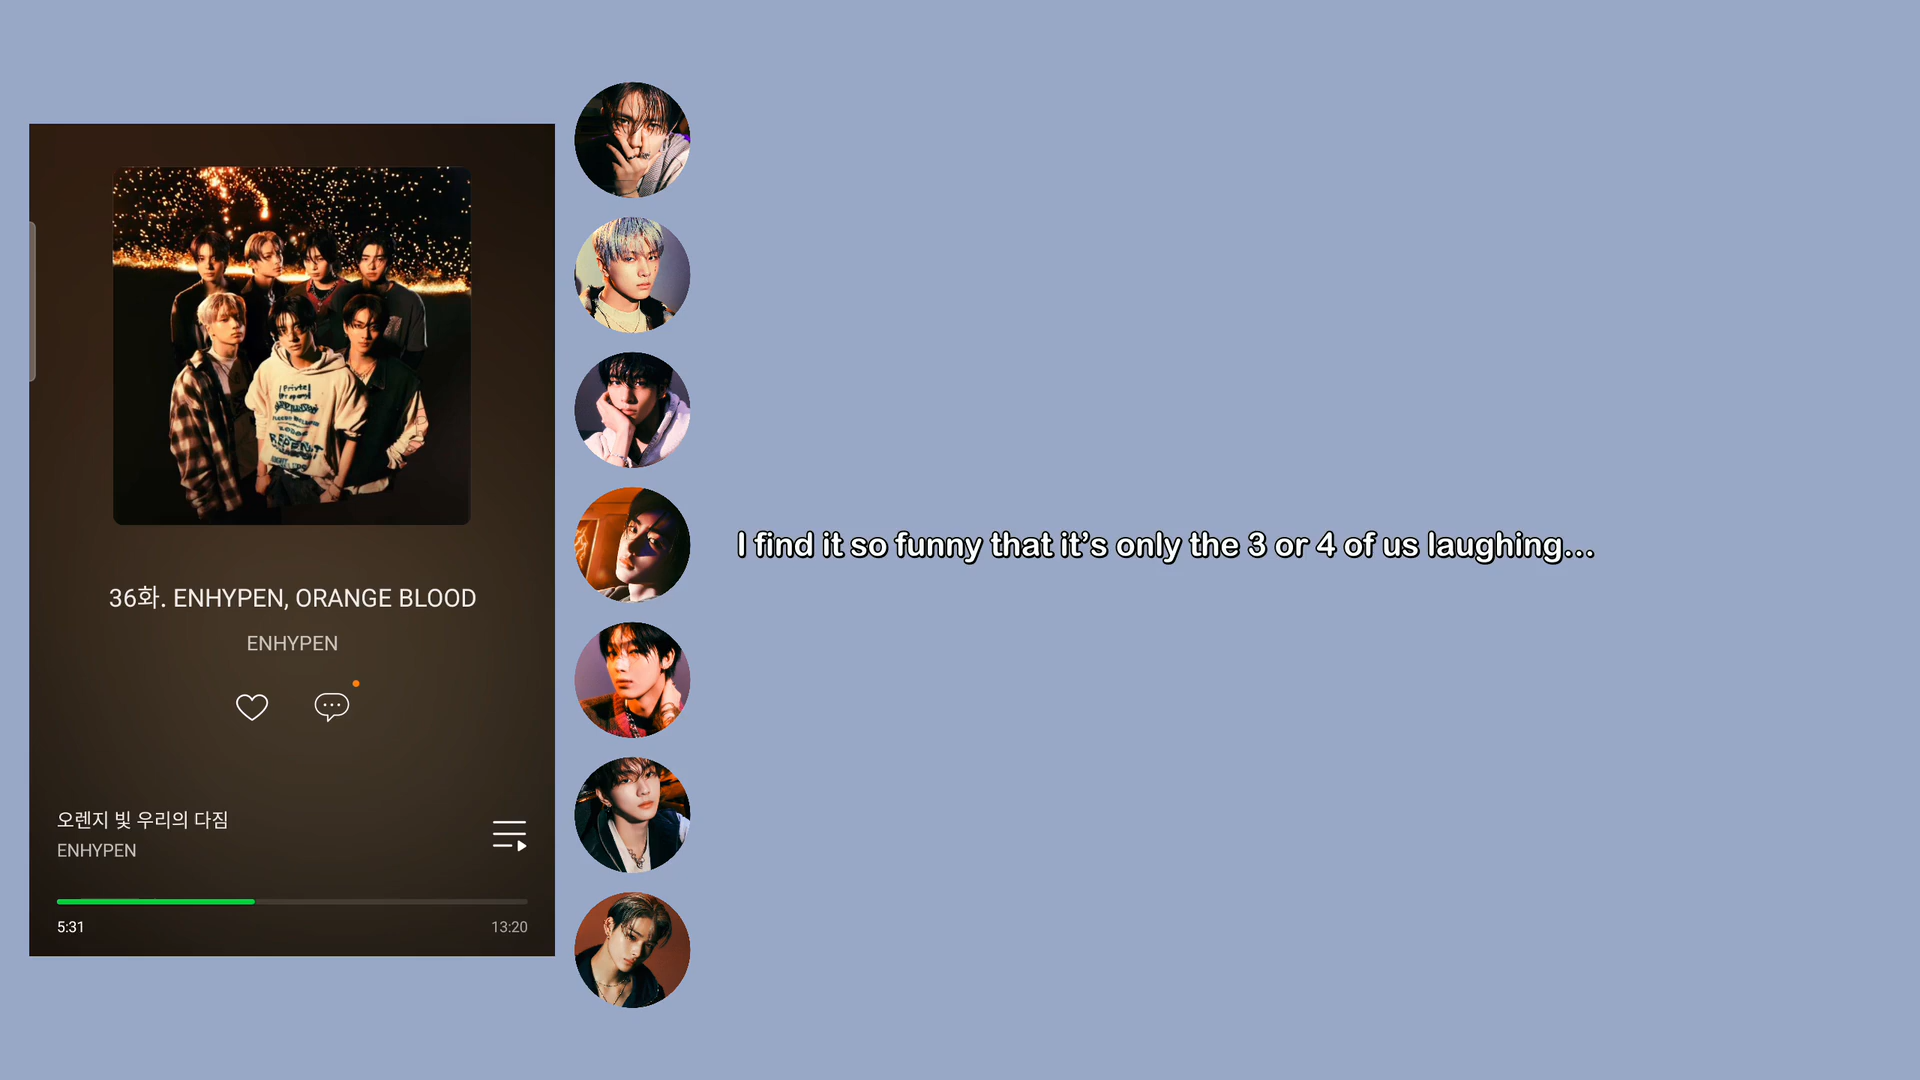 36화. ENHYPEN, ORANGE BLOOD
ENHYPEN
오렌지 빛 우리의 다짐
ENHYPEN
5:31
13:20
I find it so funny that it’s only the 3 or 4 of us laughing...